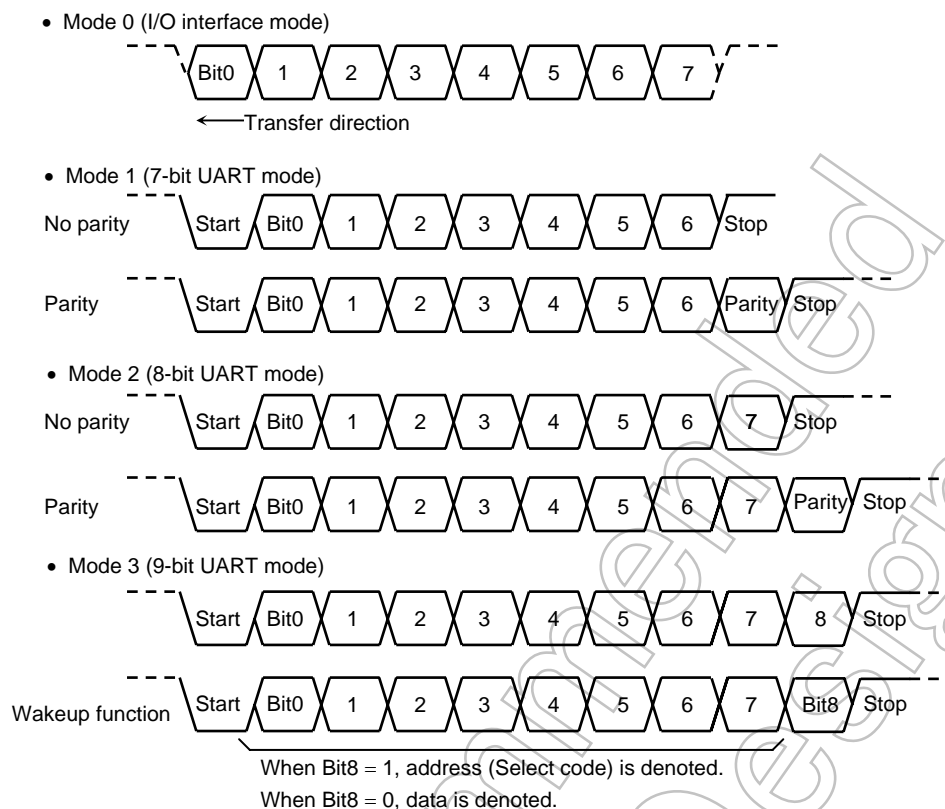 • Mode 0 (I/O interface mode)
Bit0 1 2 3 4 5 6 7
Transfer direction
• Mode 1 (7-bit UART mode)
No parity Start Bit0 1 2 3 4 5 6 Stop
Parity Start Bit0 1 2 3 4 5 6 Parity Stop
• Mode 2 (8-bit UART mode)
No parity Start Bit0 1 2 3 4 5 6 7 Stop
Parity Start Bit0 1 2 3 4 5 6 7 Parity Stop
• Mode 3 (9-bit UART mode)
Start Bit0 1 2 3 4 5 6 7 8 Stop
Wakeup function Start Bit0 1 2 3 4 5 6 7 Bit8 Stop
When Bit8 = 1, address (Select code) is denoted.
When Bit8 = 0, data is denoted.